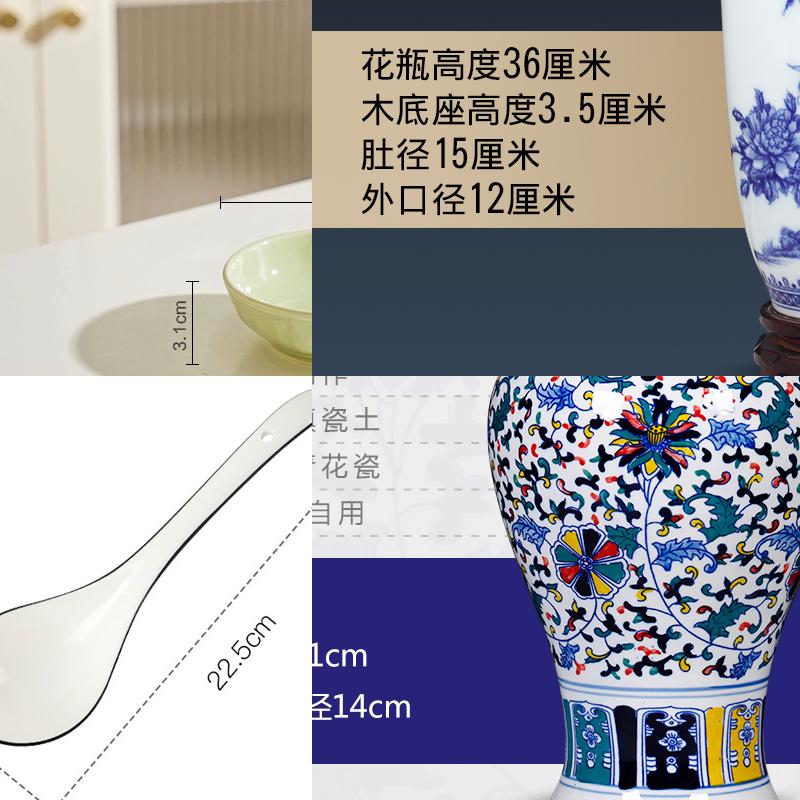 花瓶高度36厘米
木底座高度3.5厘米
肚径15厘米
外口径12厘米
3.1cm
瓷土
花瓷
自用
22.5cm
1cm
径14cm